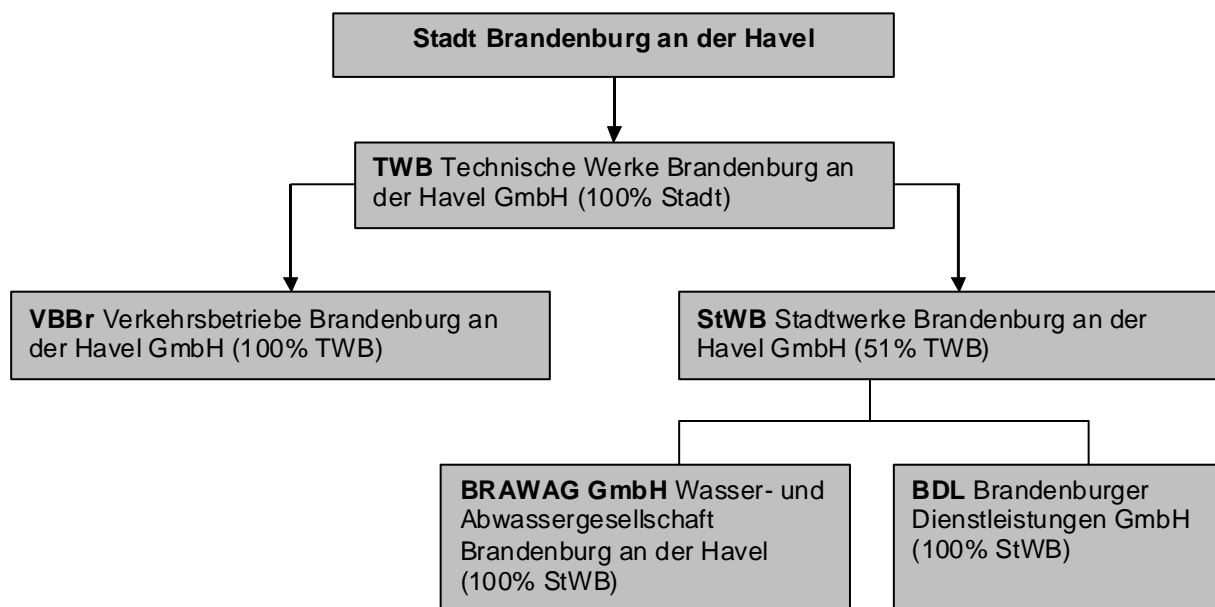 Stadt Brandenburg an der Havel
TWB Technische Werke Brandenburg an
der Havel GmbH (100% Stadt)
VBBr Verkehrsbetriebe Brandenburg an
der Havel GmbH (100% TWB)
StWB Stadtwerke Brandenburg an der
Havel GmbH (51% TWB)
BRAWAG GmbH Wasser- und
Abwassergesellschaft
Brandenburg an der Havel
(100% StWB)
BDL Brandenburger
Dienstleistungen GmbH
(100% StWB)